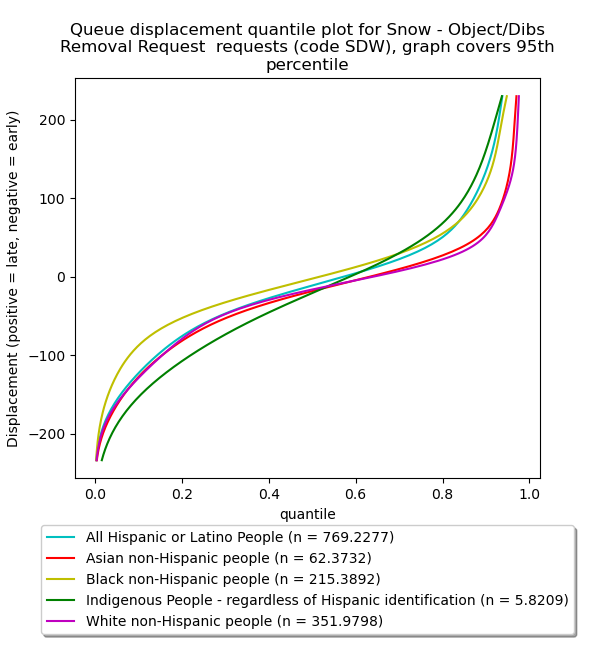 Queue displacement quantile plot for Snow - Object/Dibs
Removal Request  requests (code SDW), graph covers 95th
percentile
Displacement (positive = late, negative = early)
200
100
0
−100
−200
0.0 0.2 0.4 0.6 0.8 1.0
quantile
All Hispanic or Latino People (n = 769.2277)
Asian non-Hispanic people (n = 62.3732)
Black non-Hispanic people (n = 215.3892)
Indigenous People - regardless of Hispanic identification (n = 5.8209)
White non-Hispanic people (n = 351.9798)